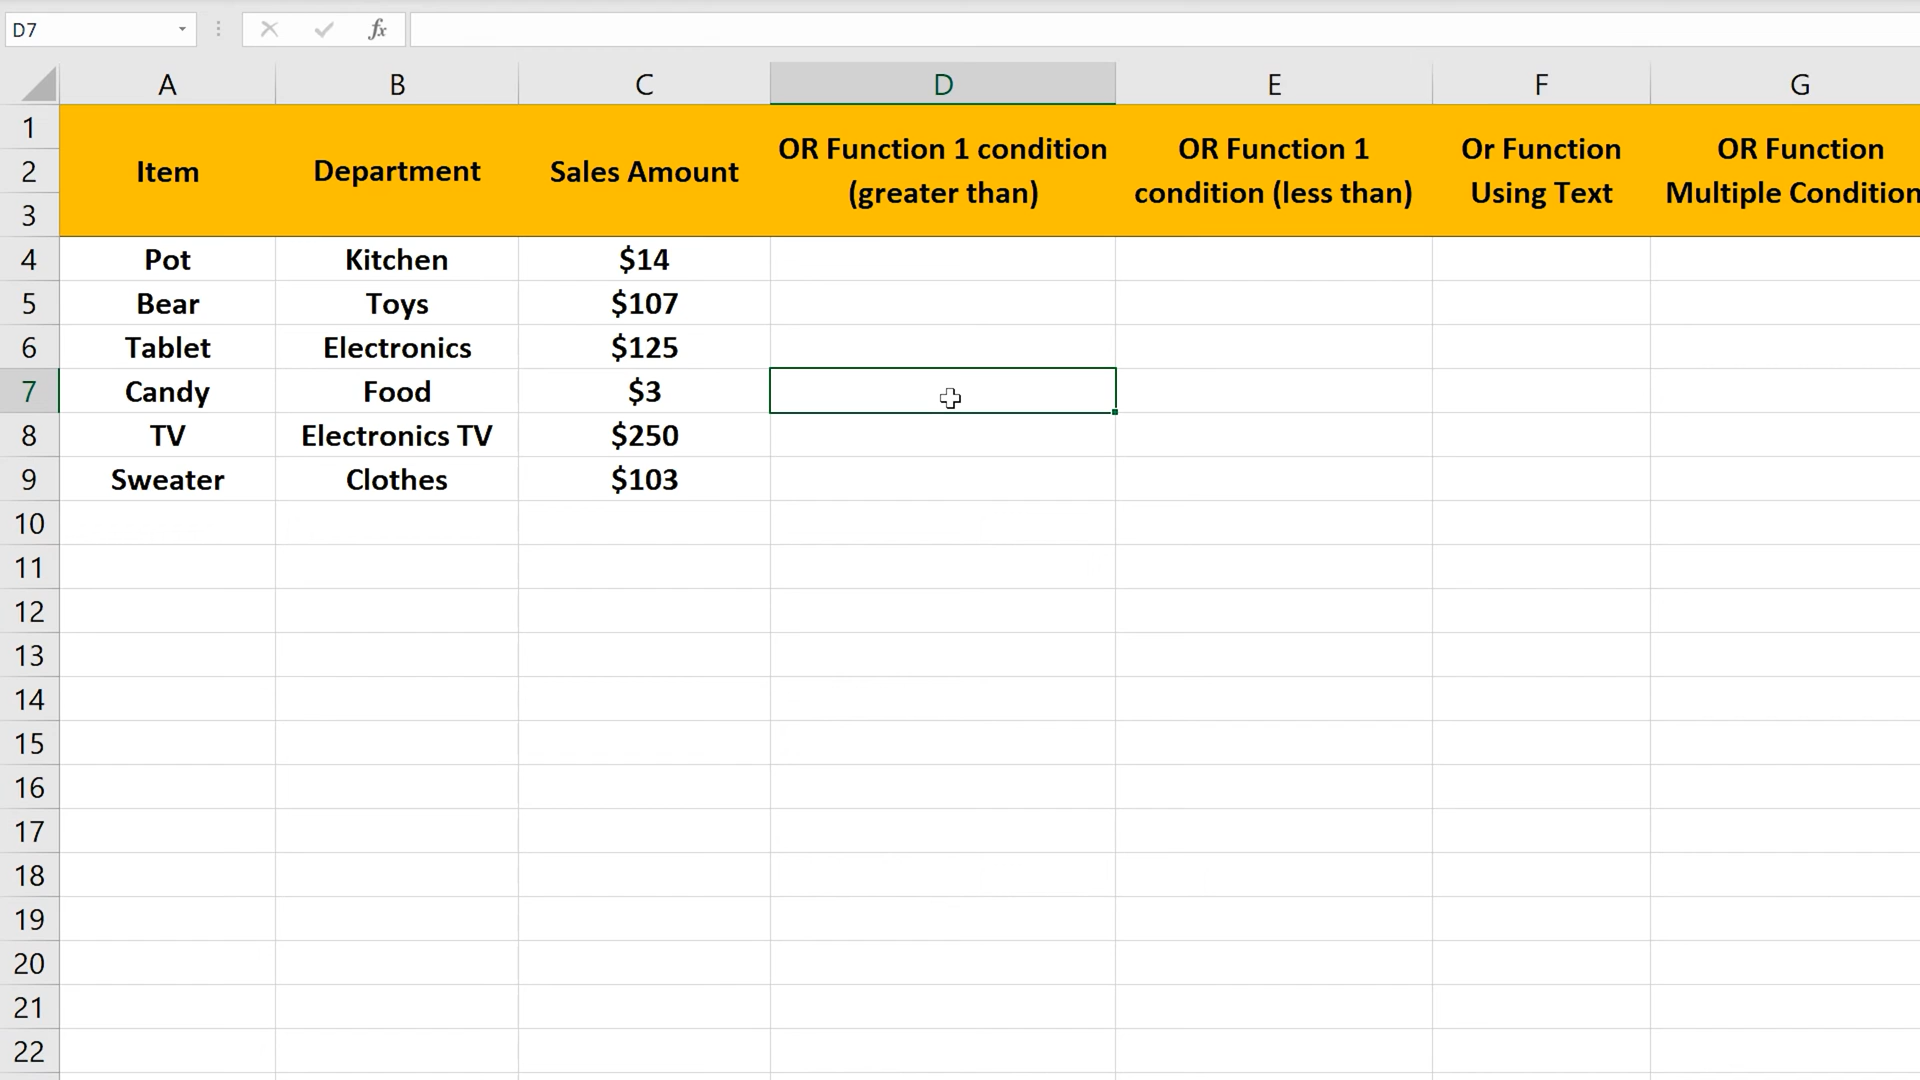 D7
fx
A B C D E F G
1
2
3
Item
Department
Sales Amount
OR Function 1 condition
(greater than)
OR Function 1
condition (less than)
Or Function
Using Text
OR Function
Multiple Condition
4 Pot Kitchen $14
5 Bear Toys $107
6 Tablet Electronics $125
7 Candy Food $3
8 TV Electronics TV $250
9 Sweater Clothes $103
10
11
12
13
14
15
16
17
18
19
20
21
22